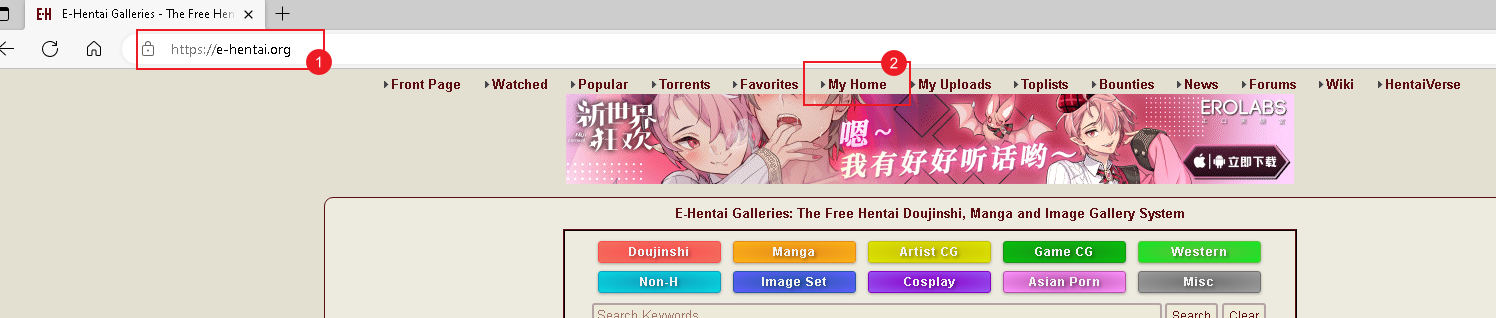 E-Hentai Galleries - The Free Hen
https://e-hentai.org
1
2
Front Page Watched Popular Torrents Favorites My Home My Uploads Toplists Bounties News Forums Wiki HentaiVerse
新世界
狂欢
嗯~
我有好好听话哟~
EROLABS
立即下载
E-Hentai Galleries: The Free Hentai Doujinshi, Manga and Image Gallery System
Doujinshi Manga Artist CG Game CG Western
Non-H Image Set Cosplay Asian Porn Misc
Search Keywords Search Clear